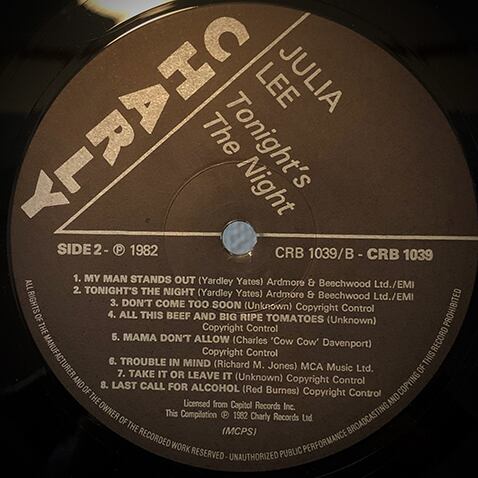 CHARLY
JULIA
LEE
Tonight's
The Night
SIDE 2 - ℗ 1982
CRB 1039/B - CRB 1039
1. MY MAN STANDS OUT (Yardley Yates) Ardmore & Beechwood Ltd./EMI
2. TONIGHT'S THE NIGHT (Yardley Yates) Ardmore & Beechwood Ltd./EMI
3. DON'T COME TOO SOON (Unknown) Copyright Control
4. ALL THIS BEEF AND BIG RIPE TOMATOES (Unknown)
Copyright Control
5. MAMA DON'T ALLOW (Charles 'Cow Cow' Davenport)
Copyright Control
6. TROUBLE IN MIND (Richard M. Jones) MCA Music Ltd.
7. TAKE IT OR LEAVE IT (Unknown) Copyright Control
8. LAST CALL FOR ALCOHOL (Red Burnes) Copyright Control
Licensed from Capitol Records Inc.
This Compilation ℗ 1982 Charly Records Ltd.
(MCPS)
ALL RIGHTS OF THE MANUFACTURER AND OF THE OWNER OF THE RECORDED WORK RESERVED - UNAUTHORIZED PUBLIC PERFORMANCE BROADCASTING AND COPYING OF THIS RECORD PROHIBITED